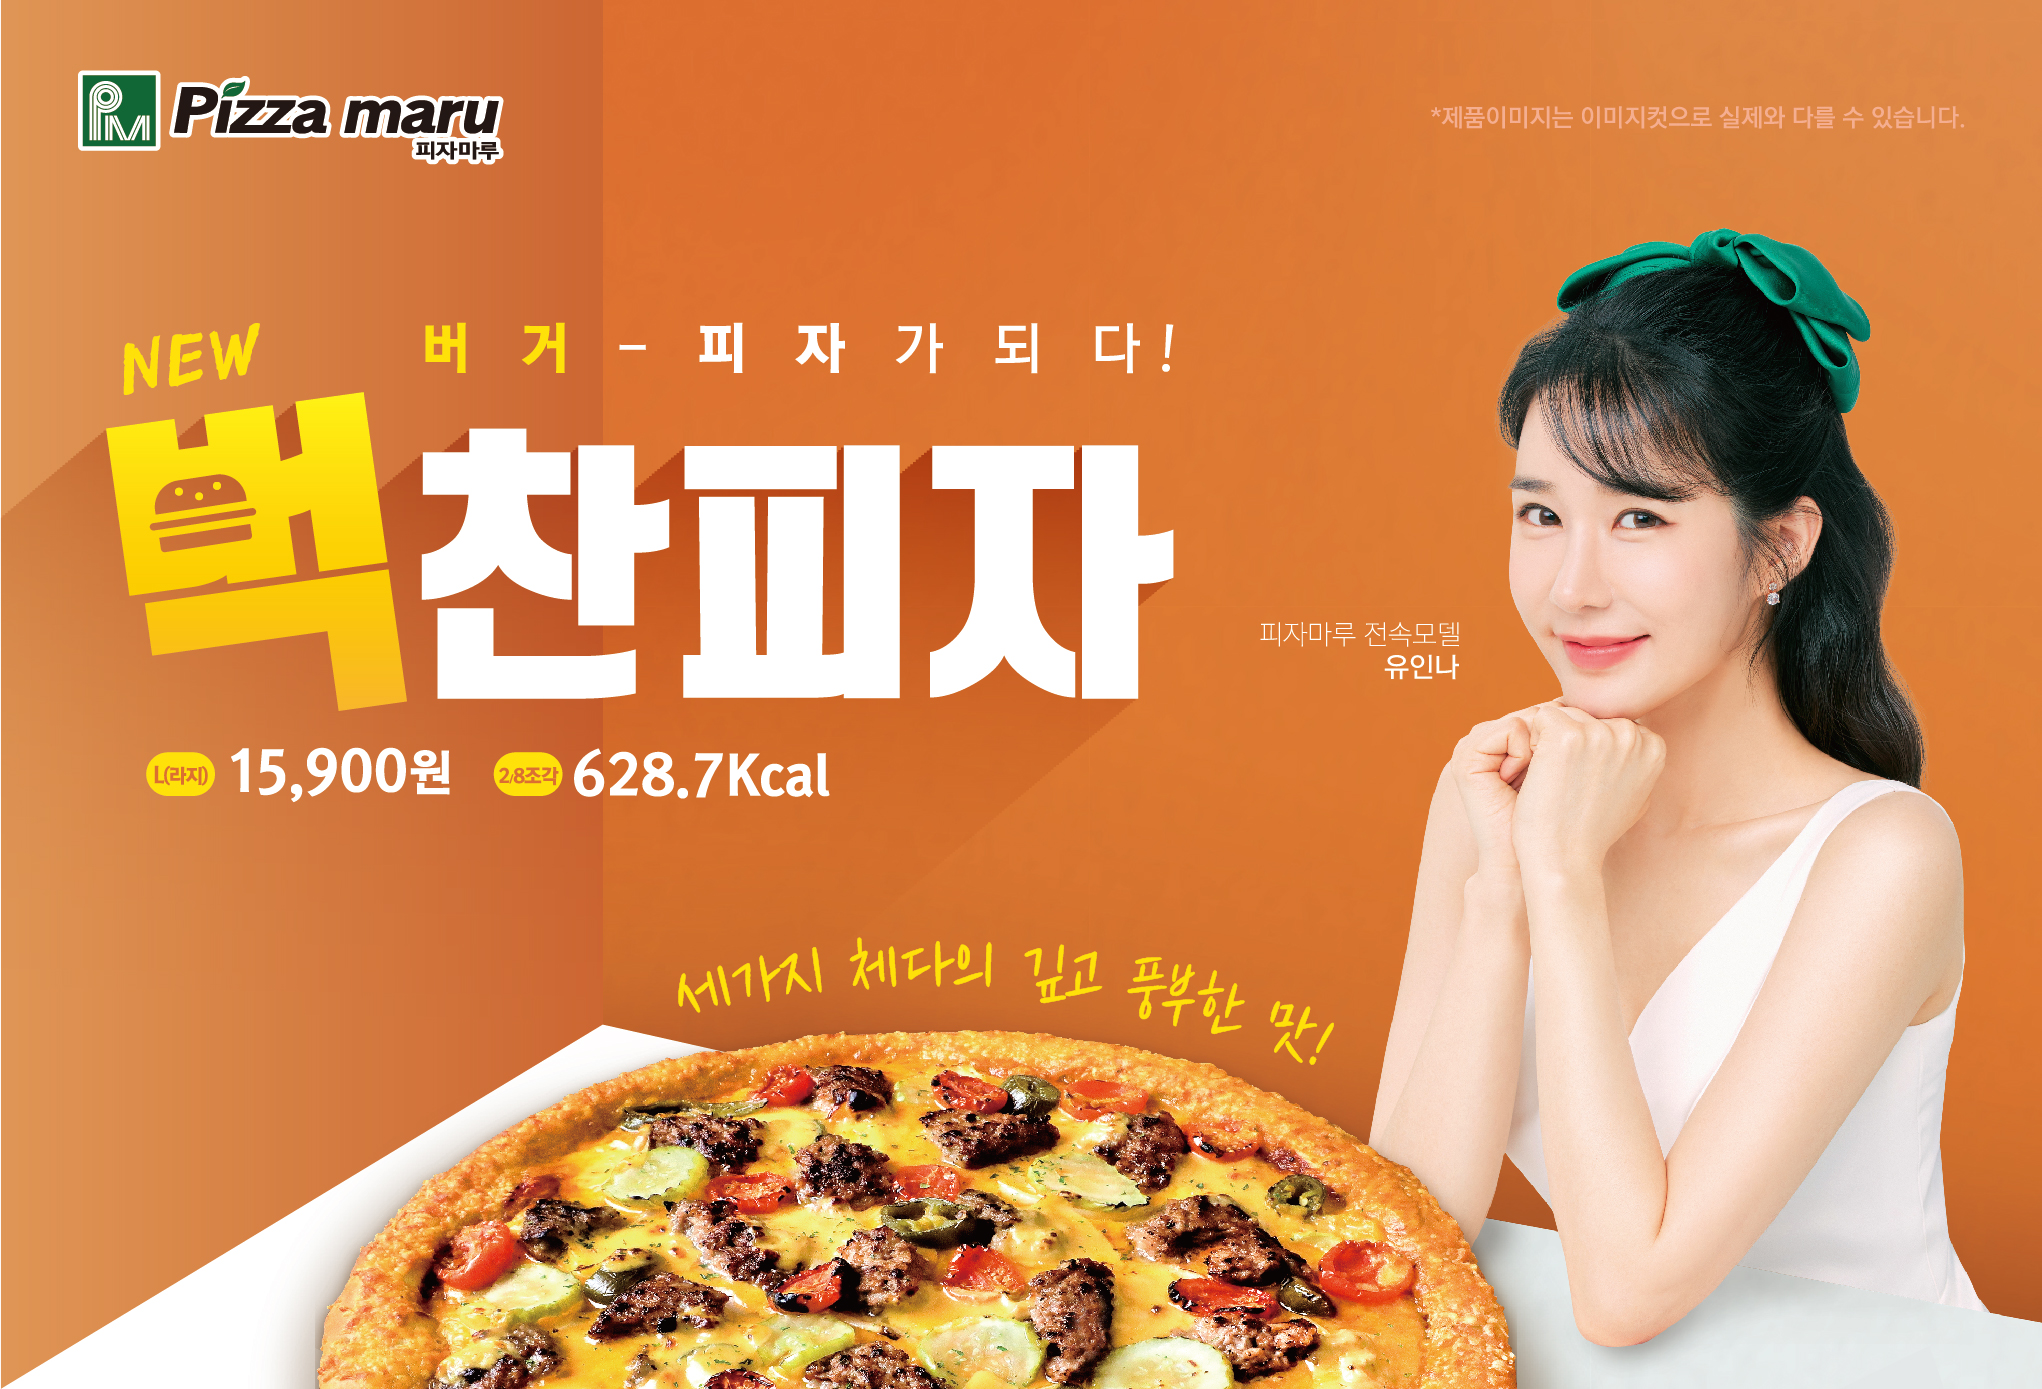 PM Pizza maru
피자마루
*제품이미지는 이미지컷으로 실제와 다를 수 있습니다.
NEW
버거-피자가 되다!
벅찬피자
피자마루 전속모델
유인나
L(라지) 15,900원 2/8조각 628.7Kcal
세가지 체다의 깊고 풍부한 맛!